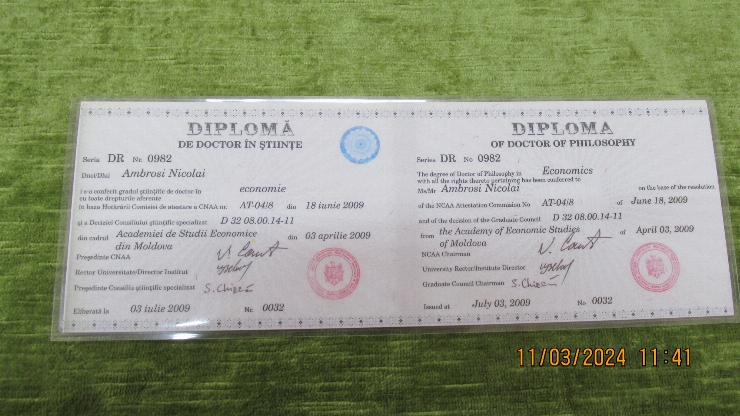 DIPLOMĂ
DE DOCTOR ÎN ŞTIINŢE
Seria DR Nr. 0982
Dnei/Dlui Ambrosi Nicolai
i s-a conferit gradul ştiinţific de doctor în economie
cu toate drepturile aferente
în baza Hotărârii Comisiei de atestare a CNAA nr. AT-04/8 din 18 iunie 2009
şi a Deciziei Consiliului ştiinţific specializat D 32 08.00.14-11
din cadrul Academiei de Studii Economice din 03 aprilie 2009
din Moldova
Preşedinte CNAA
Rector Universitate/Director Institut
Preşedinte Consiliu ştiinţific specializat
Eliberată la 03 iulie 2009 Nr. 0032
DIPLOMA
OF DOCTOR OF PHILOSOPHY
Series DR No 0982
The degree of Doctor of Philosophy in Economics
with all the rights thereto pertaining has been conferred to
Ms/Mr Ambrosi Nicolai on the base of the resolution
of the NCAA Attestation Commission No AT-04/8 of June 18, 2009
and of the decision of the Graduate Council D 32 08.00.14-11
from the Academy of Economic Studies of April 03, 2009
of Moldova
NCAA Chairman
University Rector/Institute Director
Graduate Council Chairman
Issued at July 03, 2009 No 0032
11/03/2024 11:41